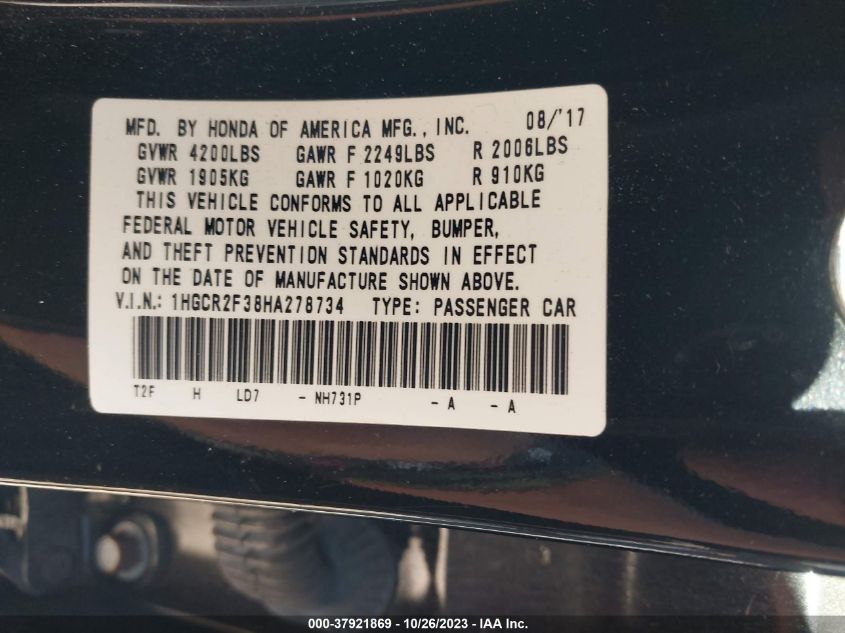 MFD. BY HONDA OF AMERICA MFG., INC. 08/'17
GVWR 4200LBS GAWR F 2249LBS R 2006LBS
GVWR 1905KG GAWR F 1020KG R 910KG
THIS VEHICLE CONFORMS TO ALL APPLICABLE
FEDERAL MOTOR VEHICLE SAFETY, BUMPER,
AND THEFT PREVENTION STANDARDS IN EFFECT
ON THE DATE OF MANUFACTURE SHOWN ABOVE.
V.I.N.: 1HGCR2F38HA278734 TYPE: PASSENGER CAR
T2F H LD7 - NH731P - A - A
000-37921869 | 10/26/2023 - IAA Inc.